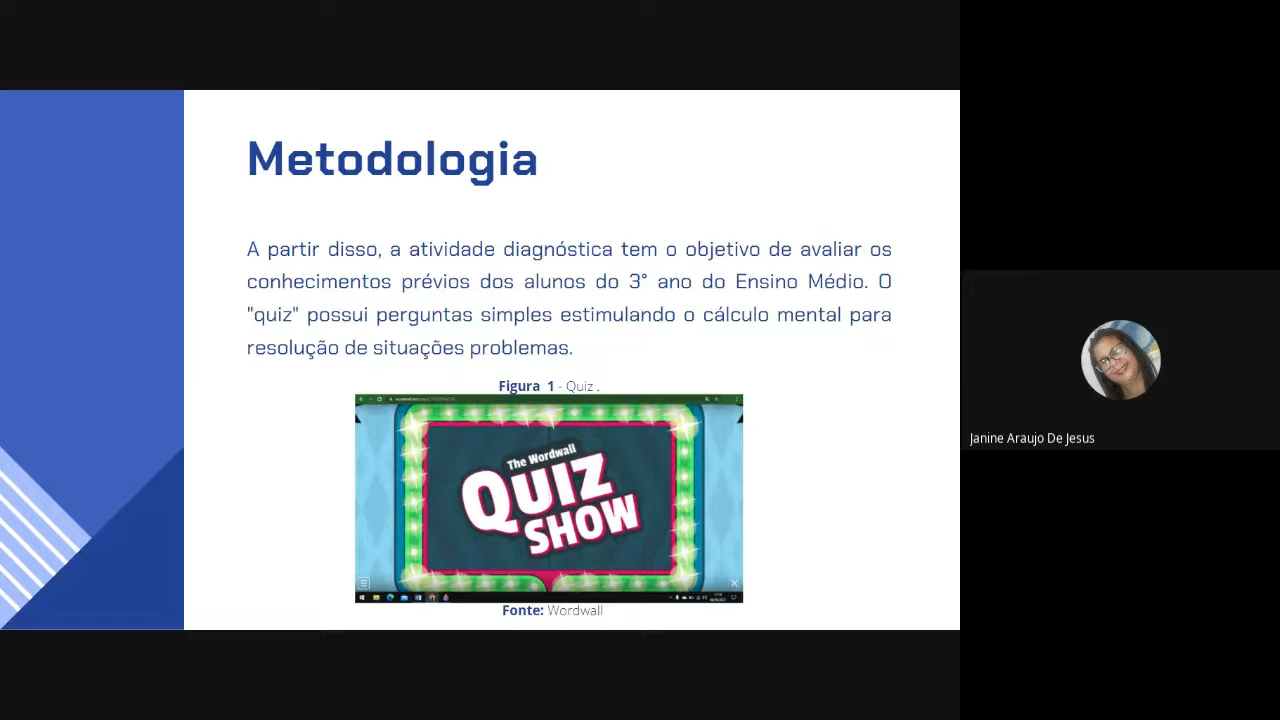 Metodologia
A partir disso, a atividade diagnóstica tem o objetivo de avaliar os
conhecimentos prévios dos alunos do 3° ano do Ensino Médio. O
"quiz" possui perguntas simples estimulando o cálculo mental para
resolução de situações problemas.
Figura 1 - Quiz .
The Wordwall
QUIZ
SHOW
Fonte: Wordwall
Janine Araujo De Jesus